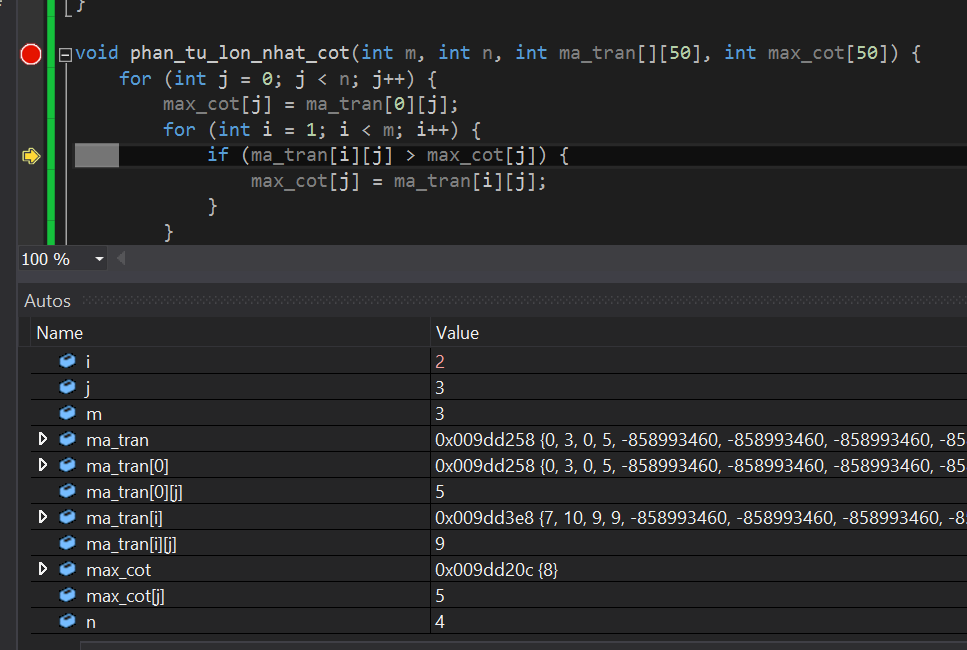 }
void phan_tu_lon_nhat_cot(int m, int n, int ma_tran[][50], int max_cot[50]) {
for (int j = 0; j < n; j++) {
max_cot[j] = ma_tran[0][j];
for (int i = 1; i < m; i++) {
if (ma_tran[i][j] > max_cot[j]) {
max_cot[j] = ma_tran[i][j];
}
}
100 %
Autos
Name Value
i 2
j 3
m 3
ma_tran 0x009dd258 {0, 3, 0, 5, -858993460, -858993460, -858993460, -85
ma_tran[0] 0x009dd258 {0, 3, 0, 5, -858993460, -858993460, -858993460, -85
ma_tran[0][j] 5
ma_tran[i] 0x009dd3e8 {7, 10, 9, 9, -858993460, -858993460, -858993460, -8
ma_tran[i][j] 9
max_cot 0x009dd20c {8}
max_cot[j] 5
n 4